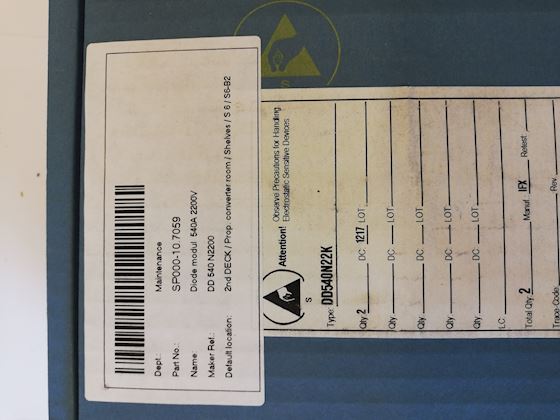 Dept.: Maintenance
Part No.: SP000-10.7059
Name: Diode modul 540A 2200V
Maker Ref.: DD 540 N2200
Default location: 2nd DECK / Prop. converter room / Shelves / S 6 / S6-B2
S
Attention! Observe Precautions for Handling
Electrostatic Sensitive Devices
S
Type: DD540N22K
Qty 2 DC 1217 LOT
Qty DC LOT
Qty DC LOT
Qty DC LOT
Qty DC LOT
LC
Total Qty. 2 Manuf. IFX Retest:
Trace-Code Rev.